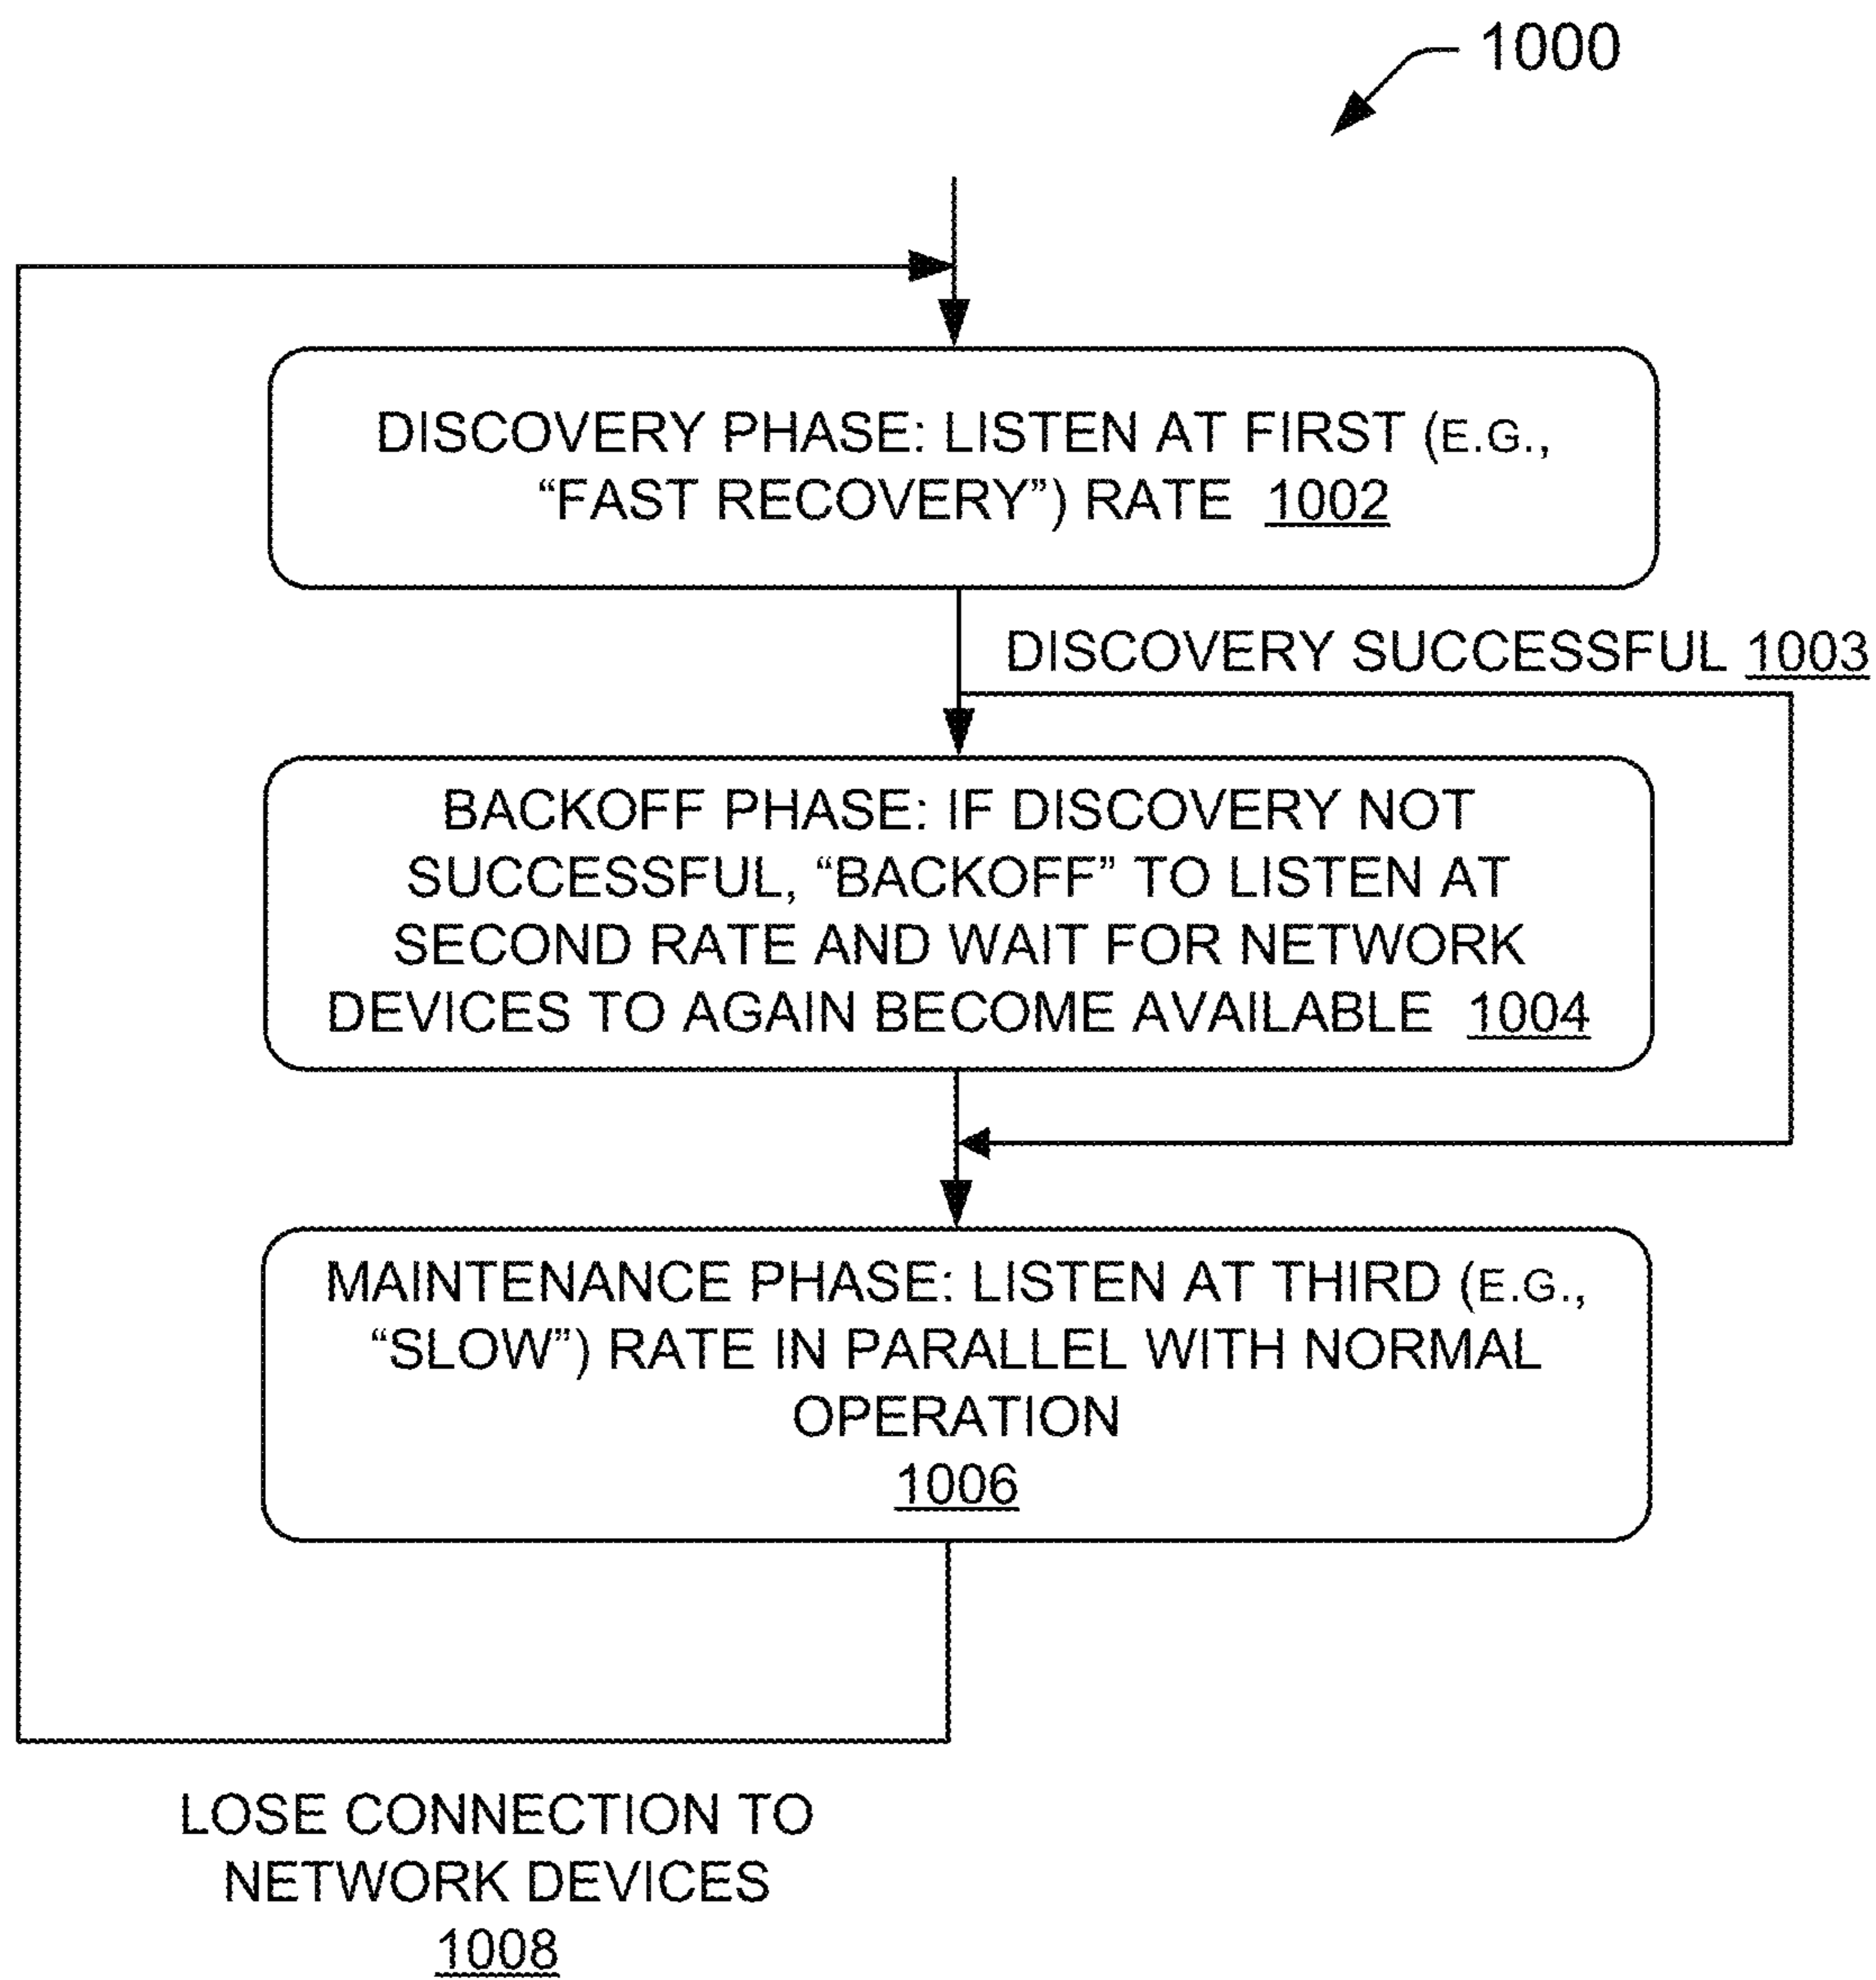 1000
DISCOVERY PHASE: LISTEN AT FIRST (E.G.,
“FAST RECOVERY”) RATE 1002
DISCOVERY SUCCESSFUL 1003
BACKOFF PHASE: IF DISCOVERY NOT
SUCCESSFUL, “BACKOFF” TO LISTEN AT
SECOND RATE AND WAIT FOR NETWORK
DEVICES TO AGAIN BECOME AVAILABLE 1004
MAINTENANCE PHASE: LISTEN AT THIRD (E.G.,
“SLOW”) RATE IN PARALLEL WITH NORMAL
OPERATION
1006
LOSE CONNECTION TO
NETWORK DEVICES
1008